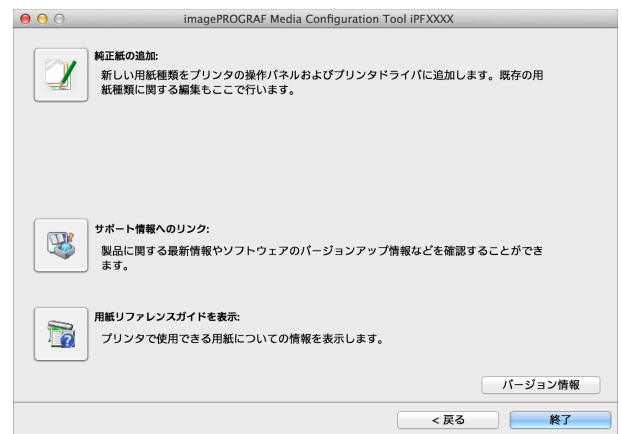 imagePROGRAF Media Configuration Tool iPFXXXX
純正紙の追加:
新しい用紙種類をプリンタの操作パネルおよびプリンタドライバに追加します。既存の用
紙種類に関する編集もここで行います。
サポート情報へのリンク:
製品に関する最新情報やソフトウェアのバージョンアップ情報などを確認することができ
ます。
用紙リファレンスガイドを表示:
プリンタで使用できる用紙についての情報を表示します。
バージョン情報
< 戻る
終了